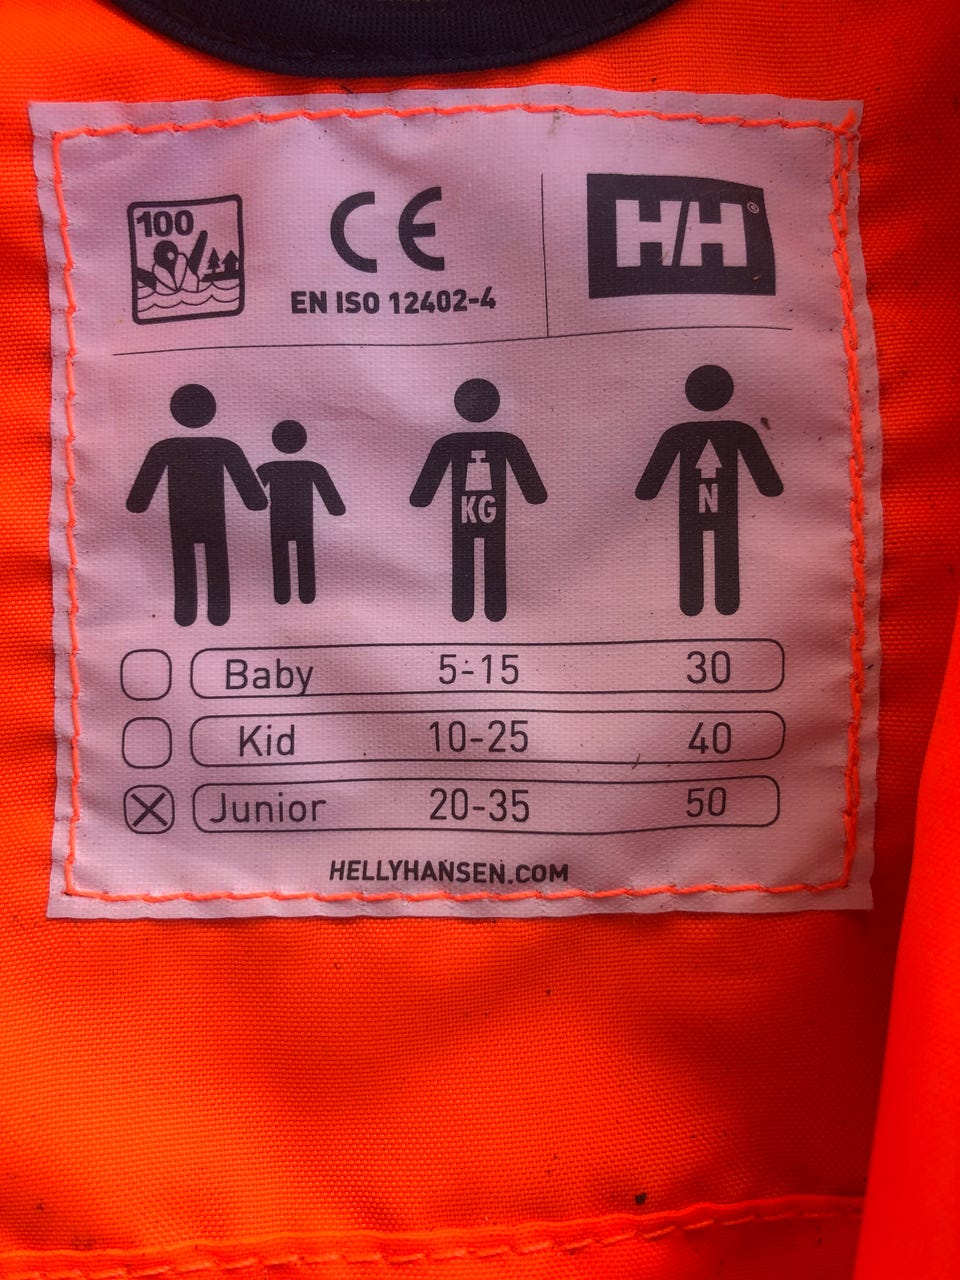 100
CE
EN ISO 12402-4
H/H®
KG
N
Baby 5-15 30
Kid 10-25 40
Junior 20-35 50
HELLYHANSEN.COM